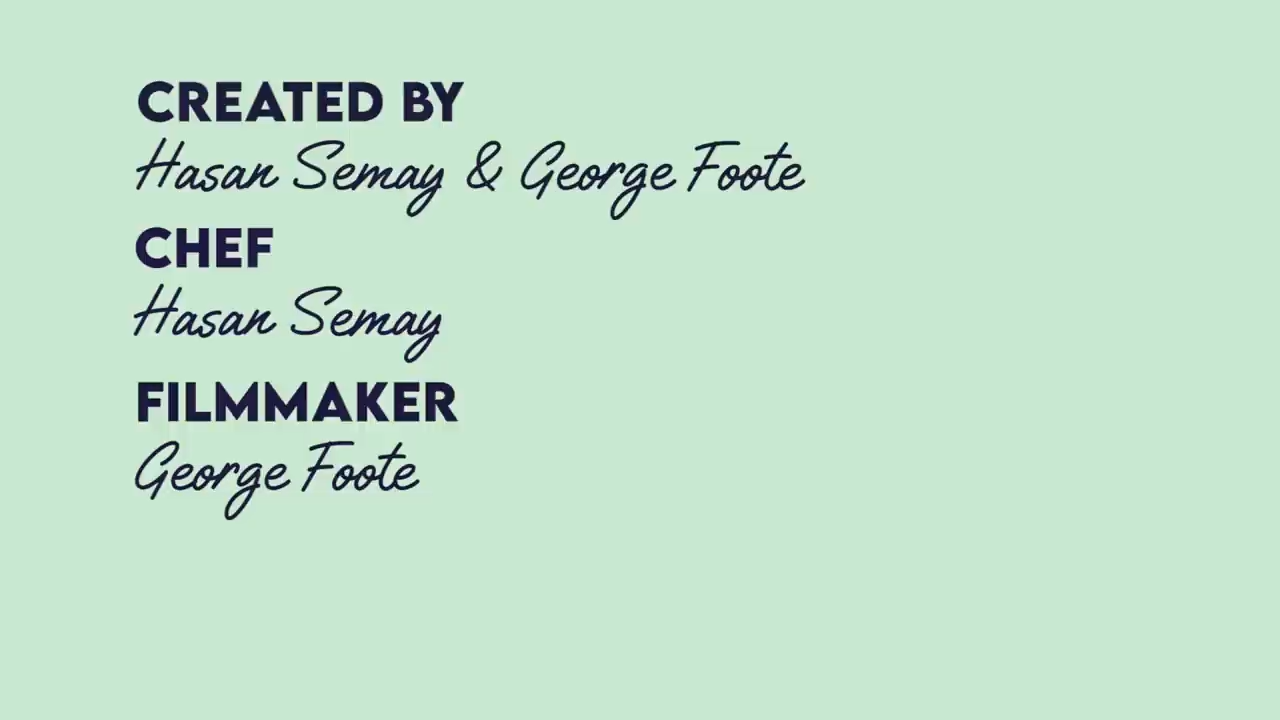 CREATED BY
Hasan Semay & George Foote
CHEF
Hasan Semay
FILMMAKER
George Foote